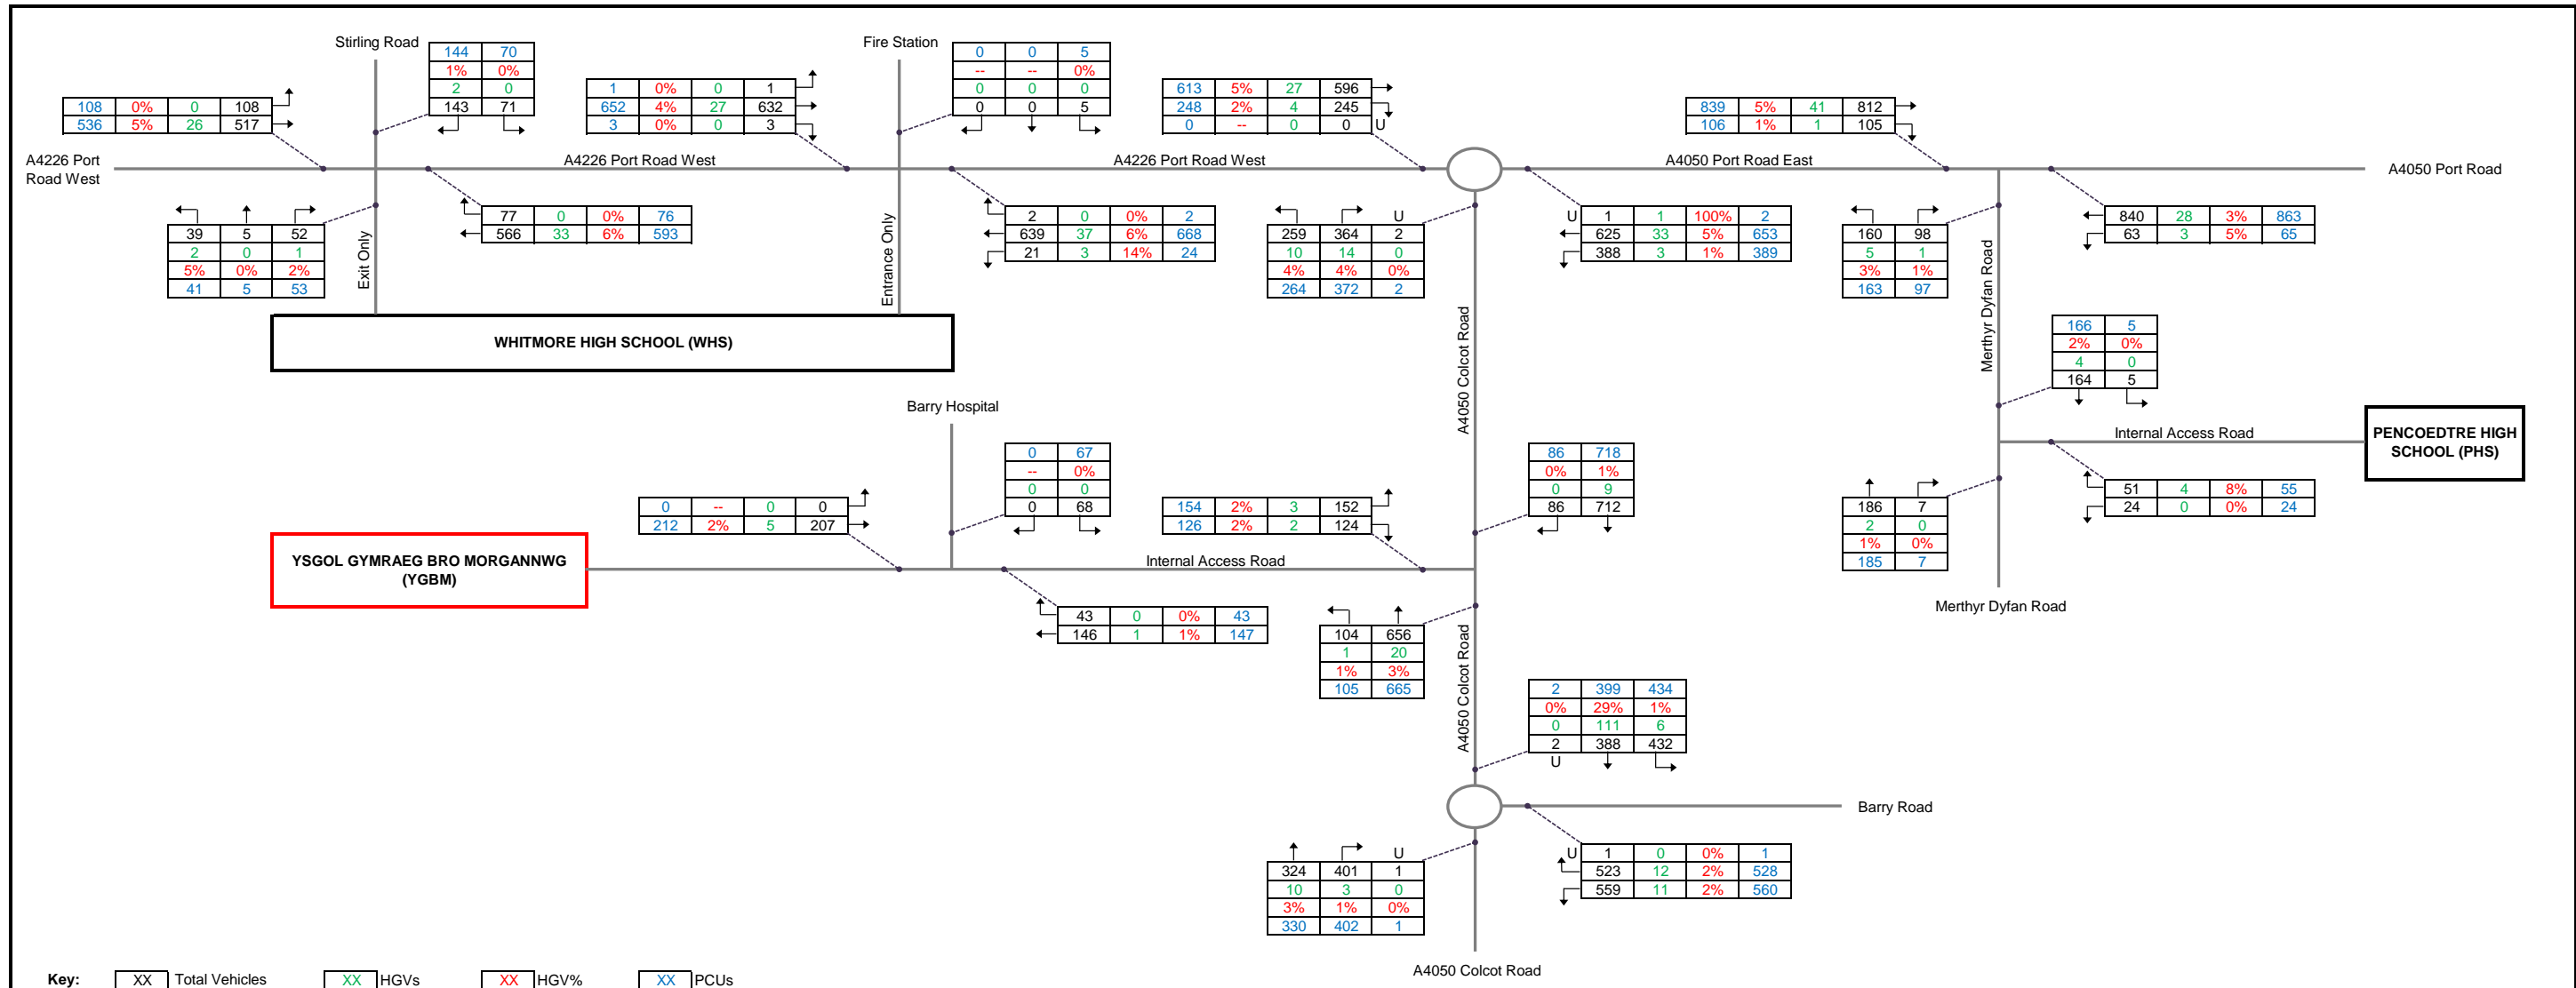 Stirling Road
144 70
1% 0%
2 0
143 71
Fire Station
0 0 5
-- -- 0%
0 0 0
0 0 5
108 0% 0 108
536 5% 26 517
1 0% 0 1
652 4% 27 632
3 0% 0 3
613 5% 27 596
248 2% 4 245
0 -- 0 0 U
839 5% 41 812
106 1% 1 105
A4226 Port
Road West
A4226 Port Road West
A4226 Port Road West
A4050 Port Road East
A4050 Port Road
39 5 52
2 0 1
5% 0% 2%
41 5 53
Exit Only
77 0 0% 76
566 33 6% 593
Entrance Only
2 0 0% 2
639 37 6% 668
21 3 14% 24
U
259 364 2
10 14 0
4% 4% 0%
264 372 2
U 1 1 100% 2
625 33 5% 653
388 3 1% 389
160 98
5 1
3% 1%
163 97
840 28 3% 863
63 3 5% 65
Merthyr Dyfan Road
WHITMORE HIGH SCHOOL (WHS)
A4050 Colcot Road
166 5
2% 0%
4 0
164 5
Barry Hospital
0 67
-- 0%
0 0
0 68
86 718
0% 1%
0 9
86 712
Internal Access Road
PENCOEDTRE HIGH
SCHOOL (PHS)
0 -- 0 0
212 2% 5 207
154 2% 3 152
126 2% 2 124
186 7
2 0
1% 0%
185 7
51 4 8% 55
24 0 0% 24
YSGOL GYMRAEG BRO MORGANNWG
(YGBM)
Internal Access Road
Merthyr Dyfan Road
43 0 0% 43
146 1 1% 147
104 656
1 20
1% 3%
105 665
A4050 Colcot Road
2 399 434
0% 29% 1%
0 111 6
2 388 432
U
Barry Road
U
324 401 1
10 3 0
3% 1% 0%
330 402 1
U 1 0 0% 1
523 12 2% 528
559 11 2% 560
A4050 Colcot Road
Key: XX Total Vehicles XX HGVs XX HGV% XX PCUs